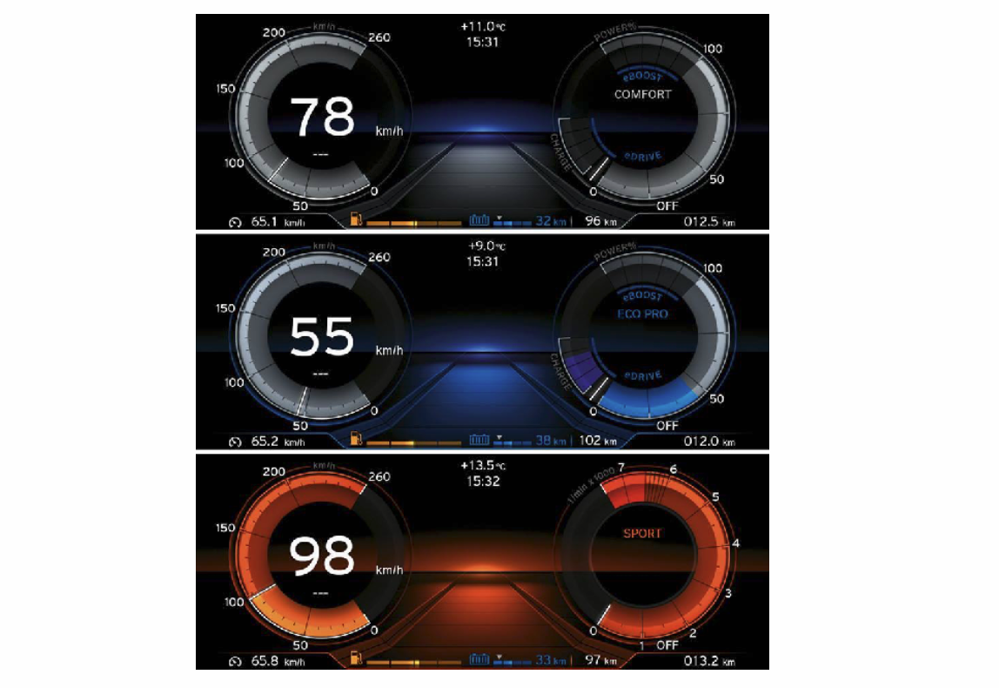 km/h
200
260
+11.0°C
15:31
POWER%
100
150
eBOOST
COMFORT
78
km/h
---
CHARGE
eDRIVE
100
0
0
50
50
OFF
65.1 km/h
32 km
96 km
012.5 km
km/h
200
260
+9.0°C
15:31
POWER%
100
150
eBOOST
ECO PRO
55
km/h
---
CHARGE
eDRIVE
100
0
0
50
50
OFF
65.2 km/h
38 km
102 km
012.0 km
km/h
200
260
+13.5°C
15:32
1/min x1000
7
6
5
150
SPORT
98
4
km/h
---
3
100
0
0
2
50
1
OFF
65.8 km/h
33 km
97 km
013.2 km